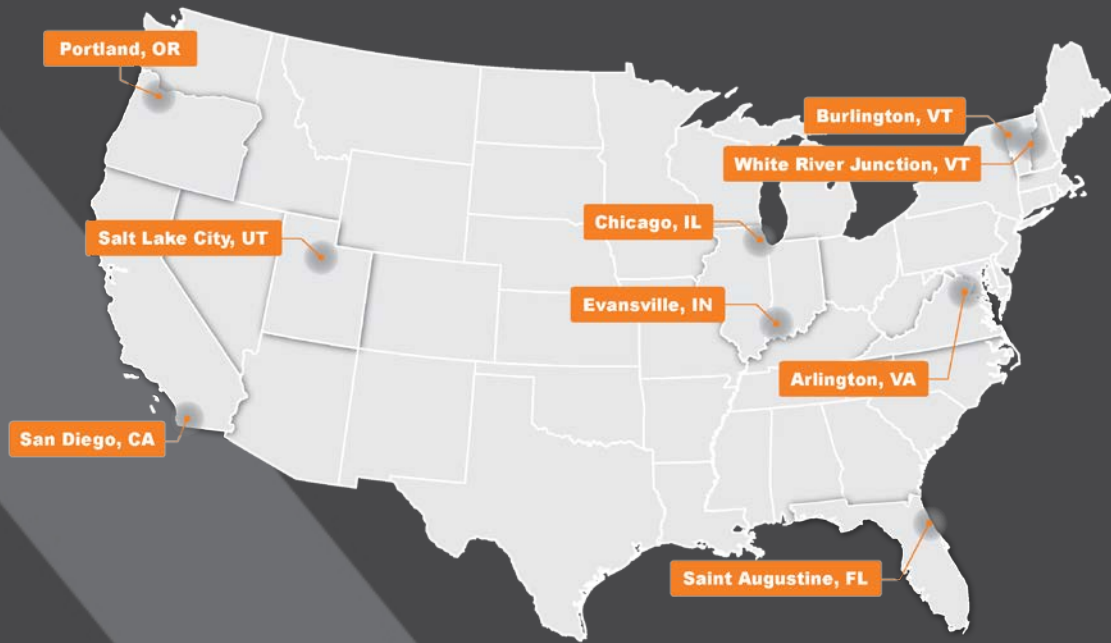 Portland, OR
Burlington, VT
White River Junction, VT
Chicago, IL
Salt Lake City, UT
Evansville, IN
Arlington, VA
San Diego, CA
Saint Augustine, FL